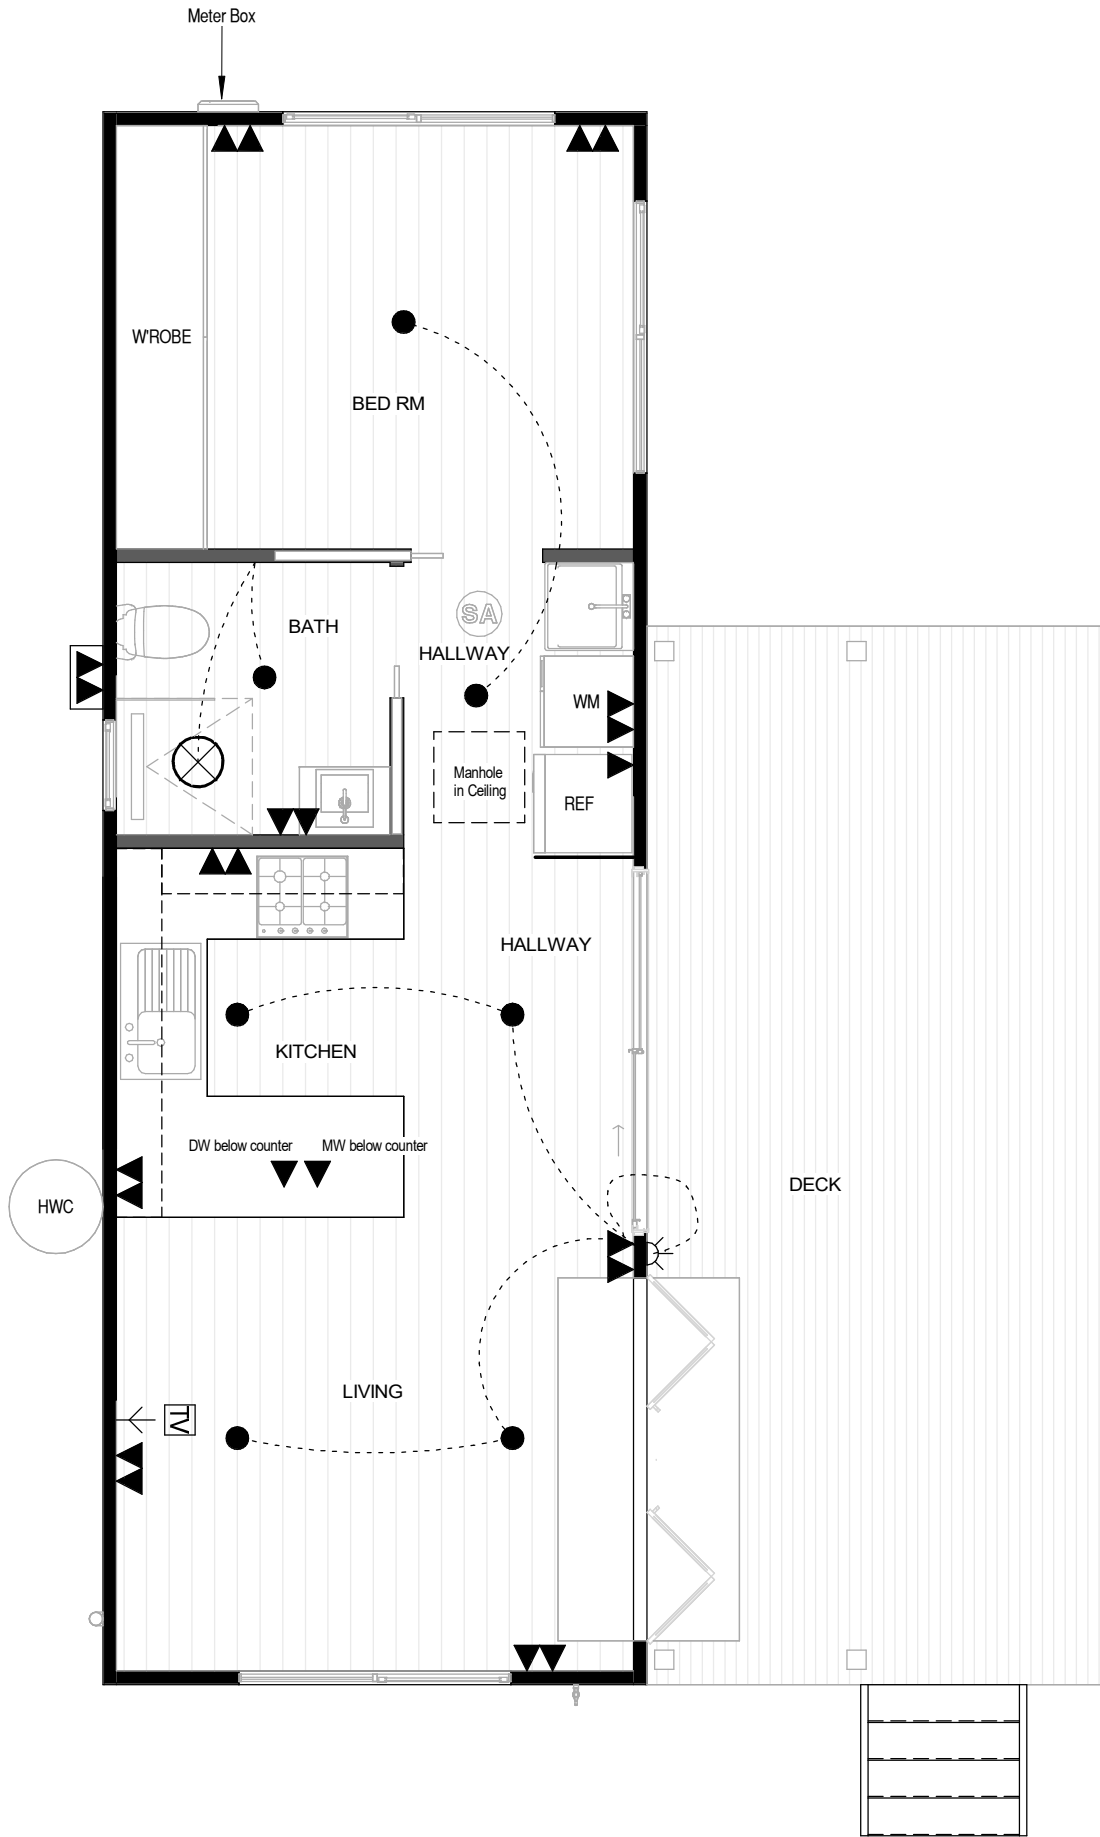 Meter Box
W'ROBE
BED RM
BATH
SA
HALLWAY
WM
Manhole
in Ceiling
REF
HALLWAY
KITCHEN
DW below counter
MW below counter
DECK
HWC
LIVING
TV